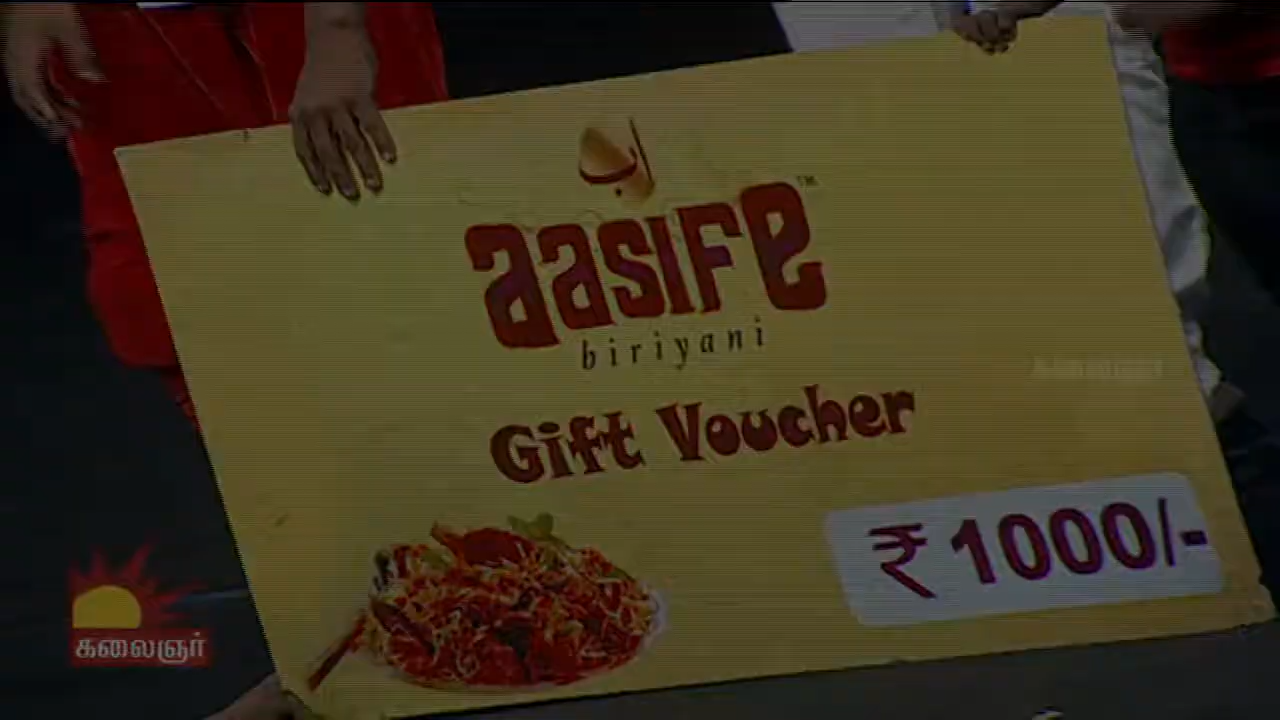 aasife™
biriyani
Gift Voucher
₹ 1000/-
கலைஞர்